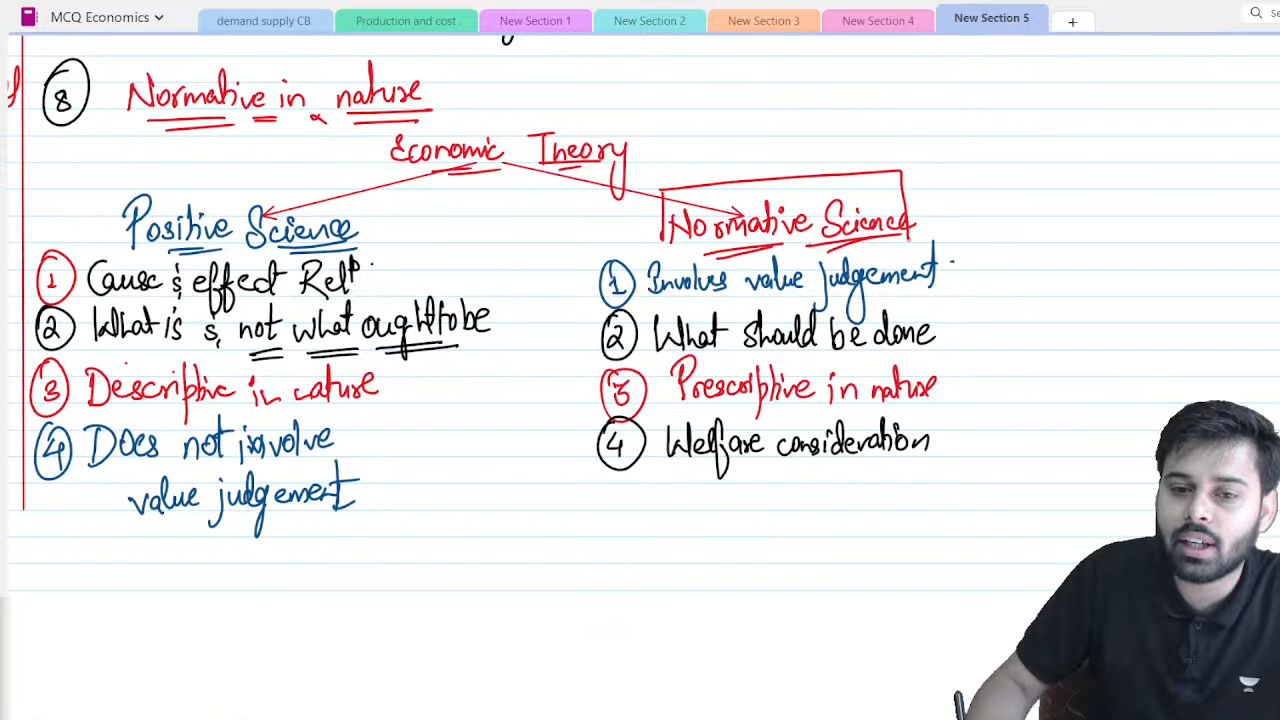 MCQ Economics
demand supply CB
Production and cost
New Section 1
New Section 2
New Section 3
New Section 4
New Section 5
+
Se
8 Normative in nature
Economic Theory
Positive Science
1 Cause & effect Relp
2 What is & not what ought to be
3 Descriptive in nature
4 Does not involve
value judgement
Normative Science
1 Involves value judgement
2 What should be done
3 Prescriptive in nature
4 Welfare consideration